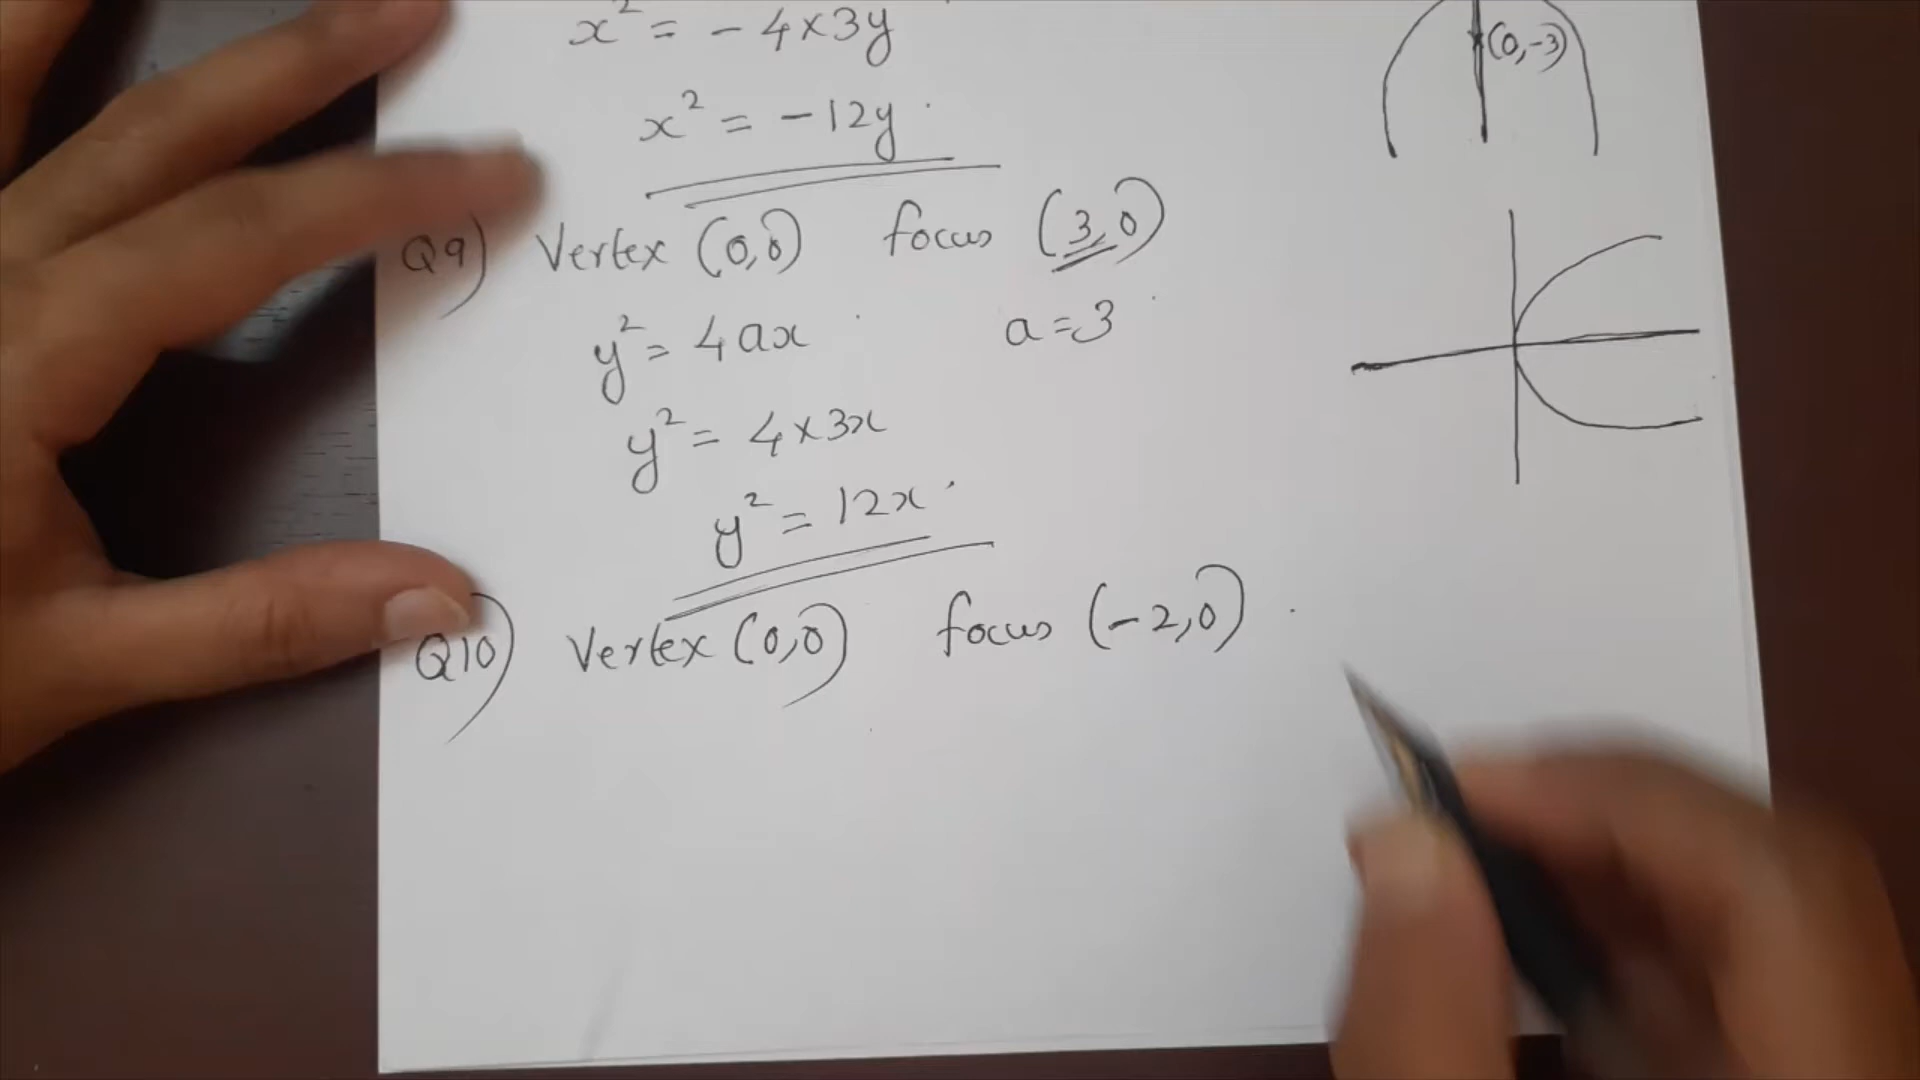 x² = - 4×3y
(0,-3)
x² = -12y
Q9) Vertex (0,0) focus (3,0)
y² = 4ax a=3
y² = 4×3x
y² = 12x
Q10) Vertex (0,0) focus (-2,0)